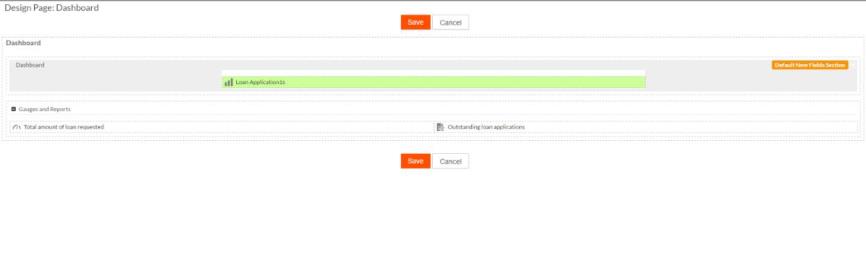 Design Page: Dashboard
Save Cancel
Dashboard
Dashboard Default New Fields Section
Loan Application1s
Gauges and Reports
Total amount of loan requested Outstanding loan applications
Save Cancel